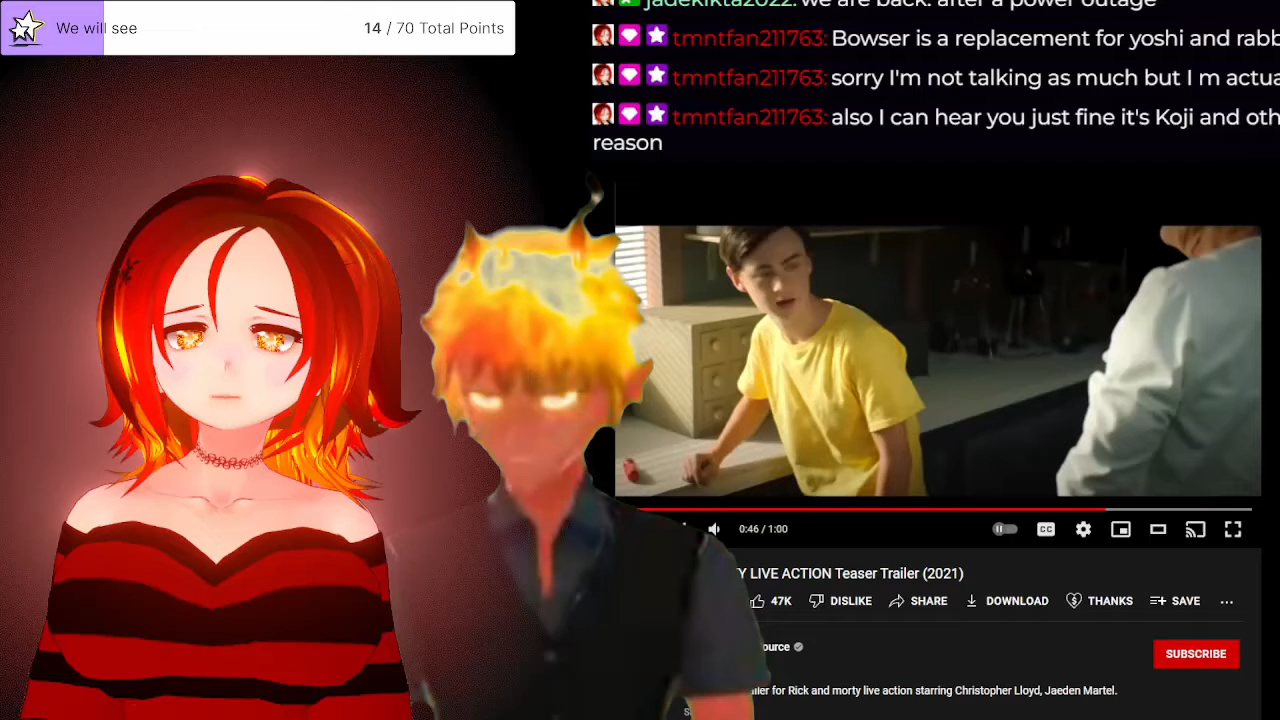 We will see
14 / 70 Total Points
jadekikta2022: we are back. after a power outage
tmntfan211763: Bowser is a replacement for yoshi and rabb
tmntfan211763: sorry I'm not talking as much but I m actua
tmntfan211763: also I can hear you just fine it's Koji and oth
reason
0:46 / 1:00
CC
Y LIVE ACTION Teaser Trailer (2021)
47K DISLIKE SHARE DOWNLOAD THANKS SAVE ...
ource
SUBSCRIBE
iler for Rick and morty live action starring Christopher Lloyd, Jaeden Martel.